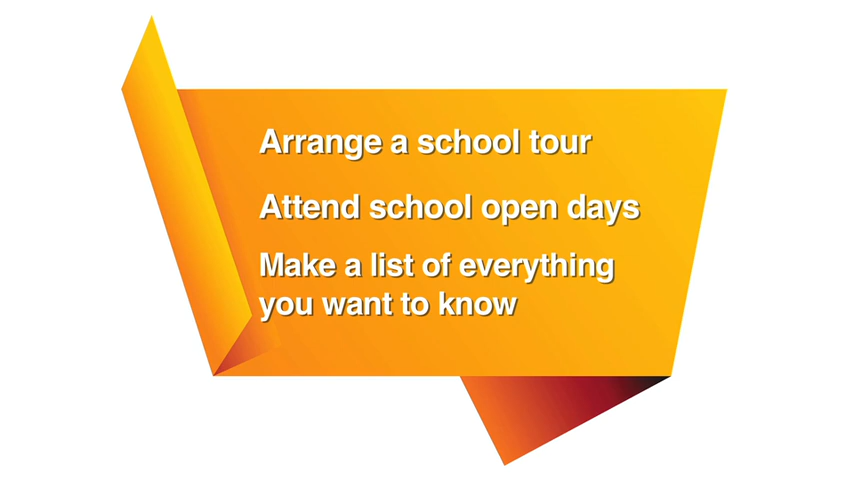 Arrange a school tour
Attend school open days
Make a list of everything
you want to know